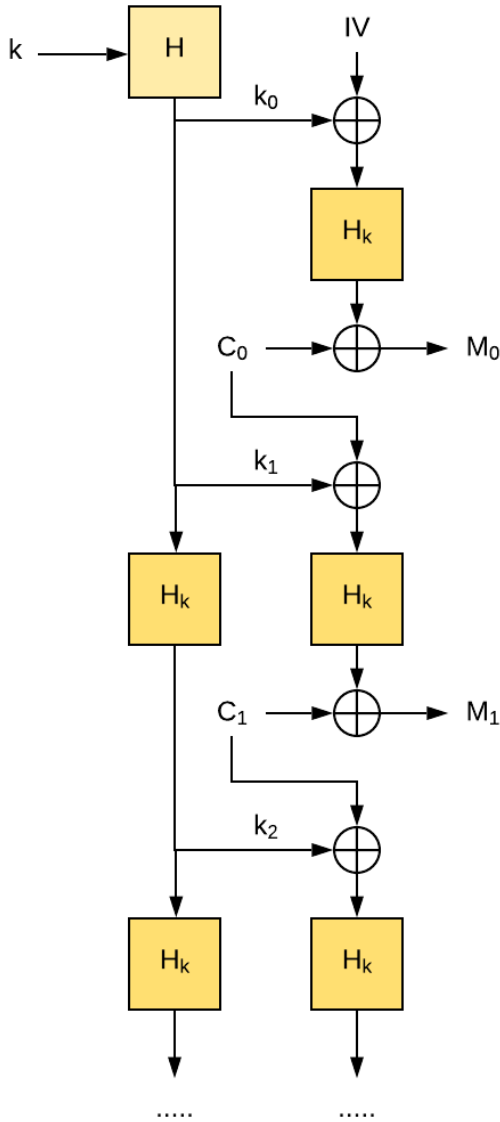 k H IV
k₀
Hₖ
C₀ M₀
k₁
Hₖ Hₖ
C₁ M₁
k₂
Hₖ Hₖ
..... .....